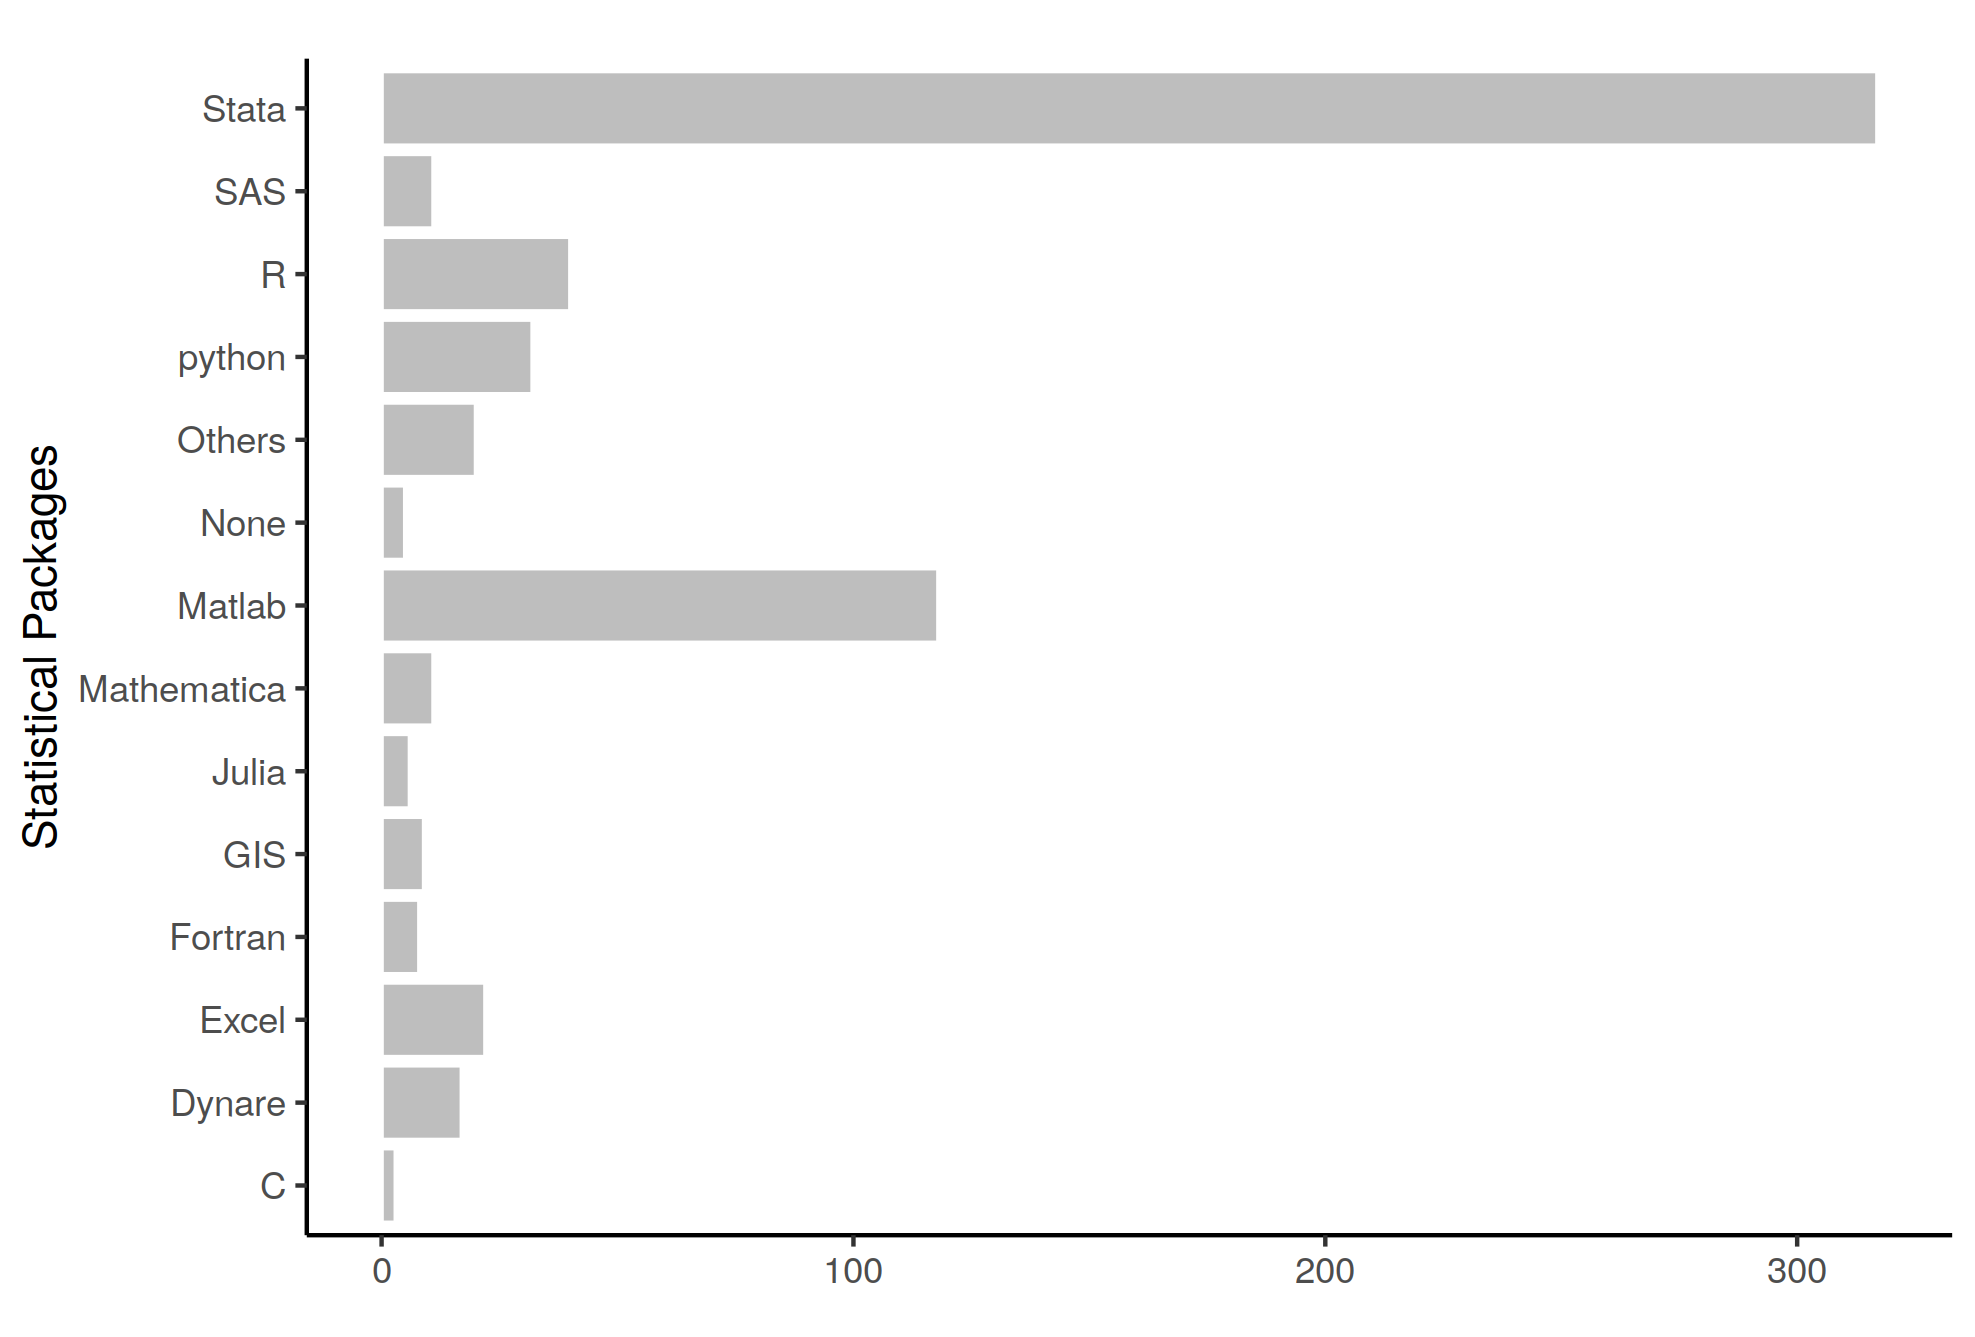 Statistical Packages
Stata
SAS
R
python
Others
None
Matlab
Mathematica
Julia
GIS
Fortran
Excel
Dynare
C
0 100 200 300